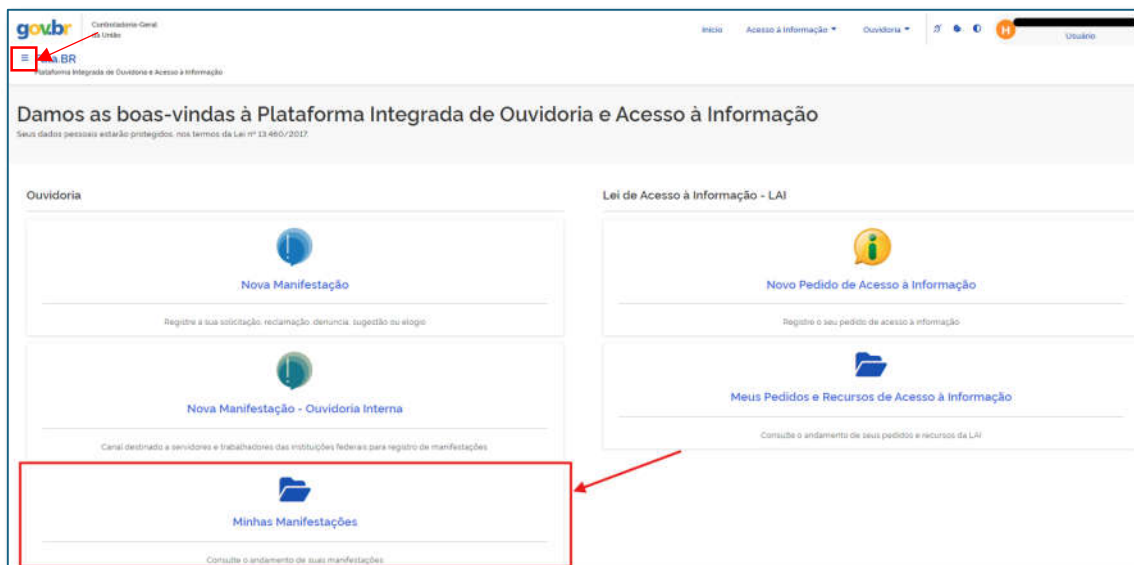 gov.br
Controladoria-Geral
da União
Início
Acesso à Informação
Ouvidoria
H
Usuário
.BR
Plataforma Integrada de Ouvidoria e Acesso à Informação
Damos as boas-vindas à Plataforma Integrada de Ouvidoria e Acesso à Informação
Seus dados pessoais estarão protegidos, nos termos da Lei nº 13.460/2017.
Ouvidoria
Nova Manifestação
Registre a sua solicitação, reclamação, denúncia, sugestão ou elogio
Nova Manifestação - Ouvidoria Interna
Canal destinado a servidores e trabalhadores das instituições federais para registro de manifestações
Minhas Manifestações
Consulte o andamento de suas manifestações
Lei de Acesso à Informação - LAI
Novo Pedido de Acesso à Informação
Registre o seu pedido de acesso à informação
Meus Pedidos e Recursos de Acesso à Informação
Consulte o andamento de seus pedidos e recursos da LAI